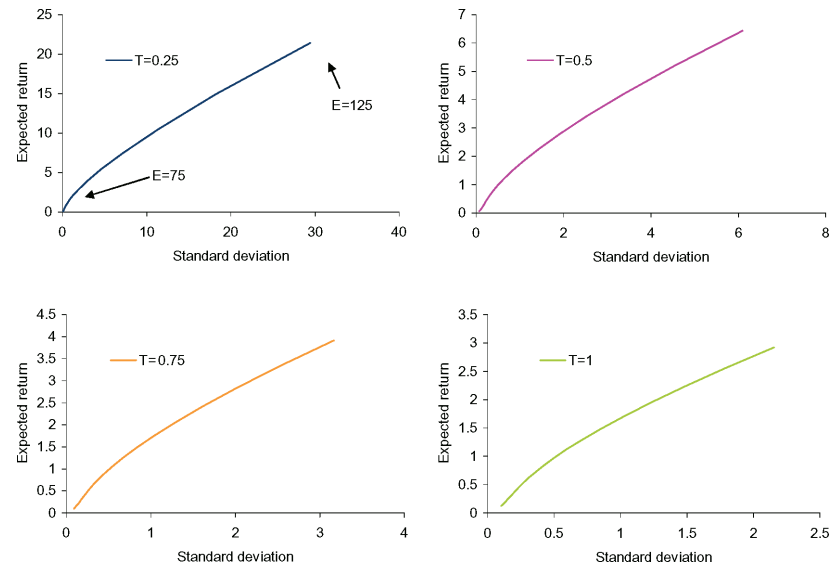 25
20
15
10
5
0
Expected return
T=0.25
E=125
E=75
0 10 20 30 40
Standard deviation
7
6
5
4
3
2
1
0
Expected return
T=0.5
0 2 4 6 8
Standard deviation
4.5
4
3.5
3
2.5
2
1.5
1
0.5
0
Expected return
T=0.75
0 1 2 3 4
Standard deviation
3.5
3
2.5
2
1.5
1
0.5
0
Expected return
T=1
0 0.5 1 1.5 2 2.5
Standard deviation